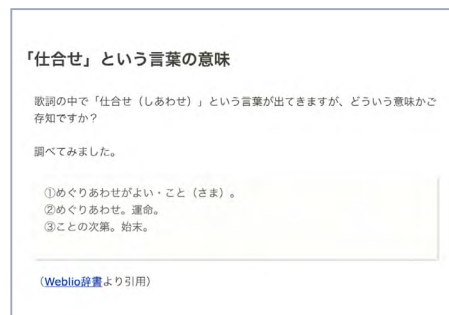 「仕合せ」という言葉の意味
歌詞の中で「仕合せ（しあわせ）」という言葉が出てきますが、どういう意味かご
存知ですか？
調べてみました。
①めぐりあわせがよい・こと（さま）。
②めぐりあわせ。運命。
③ことの次第。始末。
（Weblio辞書より引用）